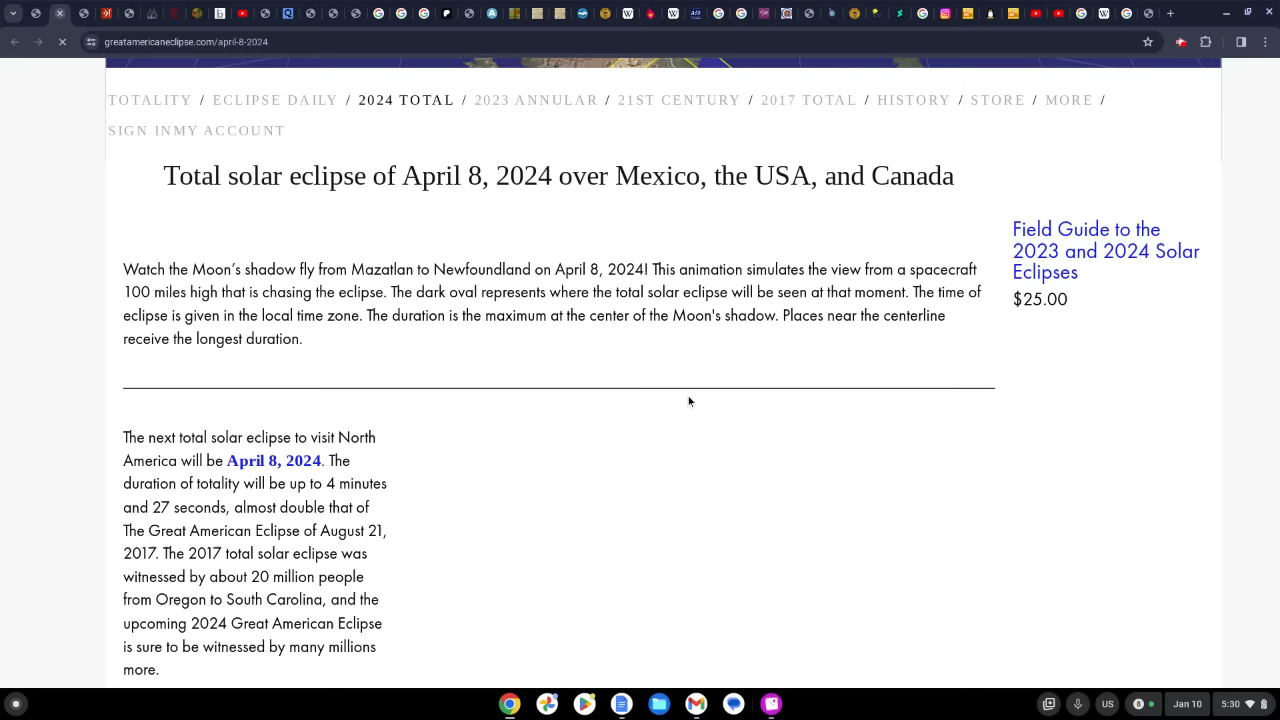 greatamericaneclipse.com/april-8-2024
TOTALITY / ECLIPSE DAILY / 2024 TOTAL / 2023 ANNULAR / 21ST CENTURY / 2017 TOTAL / HISTORY / STORE / MORE /
SIGN INMY ACCOUNT
Total solar eclipse of April 8, 2024 over Mexico, the USA, and Canada
Watch the Moon’s shadow fly from Mazatlan to Newfoundland on April 8, 2024! This animation simulates the view from a spacecraft
100 miles high that is chasing the eclipse. The dark oval represents where the total solar eclipse will be seen at that moment. The time of
eclipse is given in the local time zone. The duration is the maximum at the center of the Moon's shadow. Places near the centerline
receive the longest duration.
The next total solar eclipse to visit North
America will be April 8, 2024. The
duration of totality will be up to 4 minutes
and 27 seconds, almost double that of
The Great American Eclipse of August 21,
2017. The 2017 total solar eclipse was
witnessed by about 20 million people
from Oregon to South Carolina, and the
upcoming 2024 Great American Eclipse
is sure to be witnessed by many millions
more.
Field Guide to the
2023 and 2024 Solar
Eclipses
$25.00
US
8
Jan 10
5:30